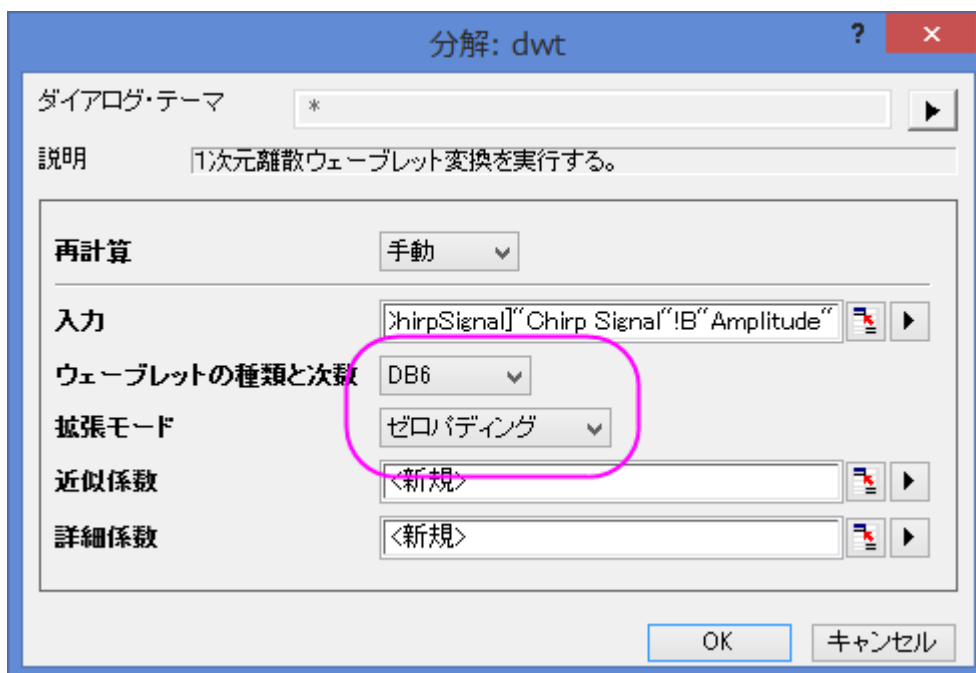 分解: dwt
? ×
ダイアログ・テーマ *
説明 1次元離散ウェーブレット変換を実行する。
再計算 手動
入力 hirpSignal]"Chirp Signal"!B"Amplitude"
ウェーブレットの種類と次数 DB6
拡張モード ゼロパディング
近似係数 <新規>
詳細係数 <新規>
OK キャンセル